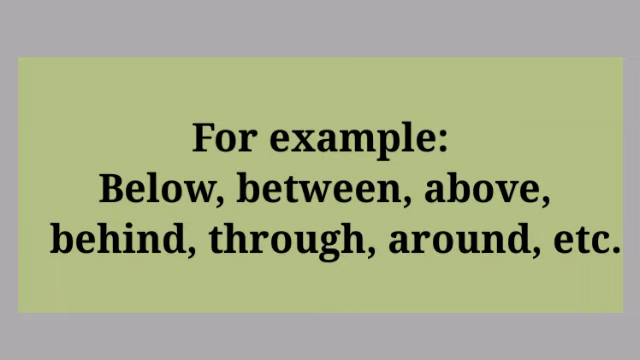 For example:
Below, between, above,
behind, through, around, etc.